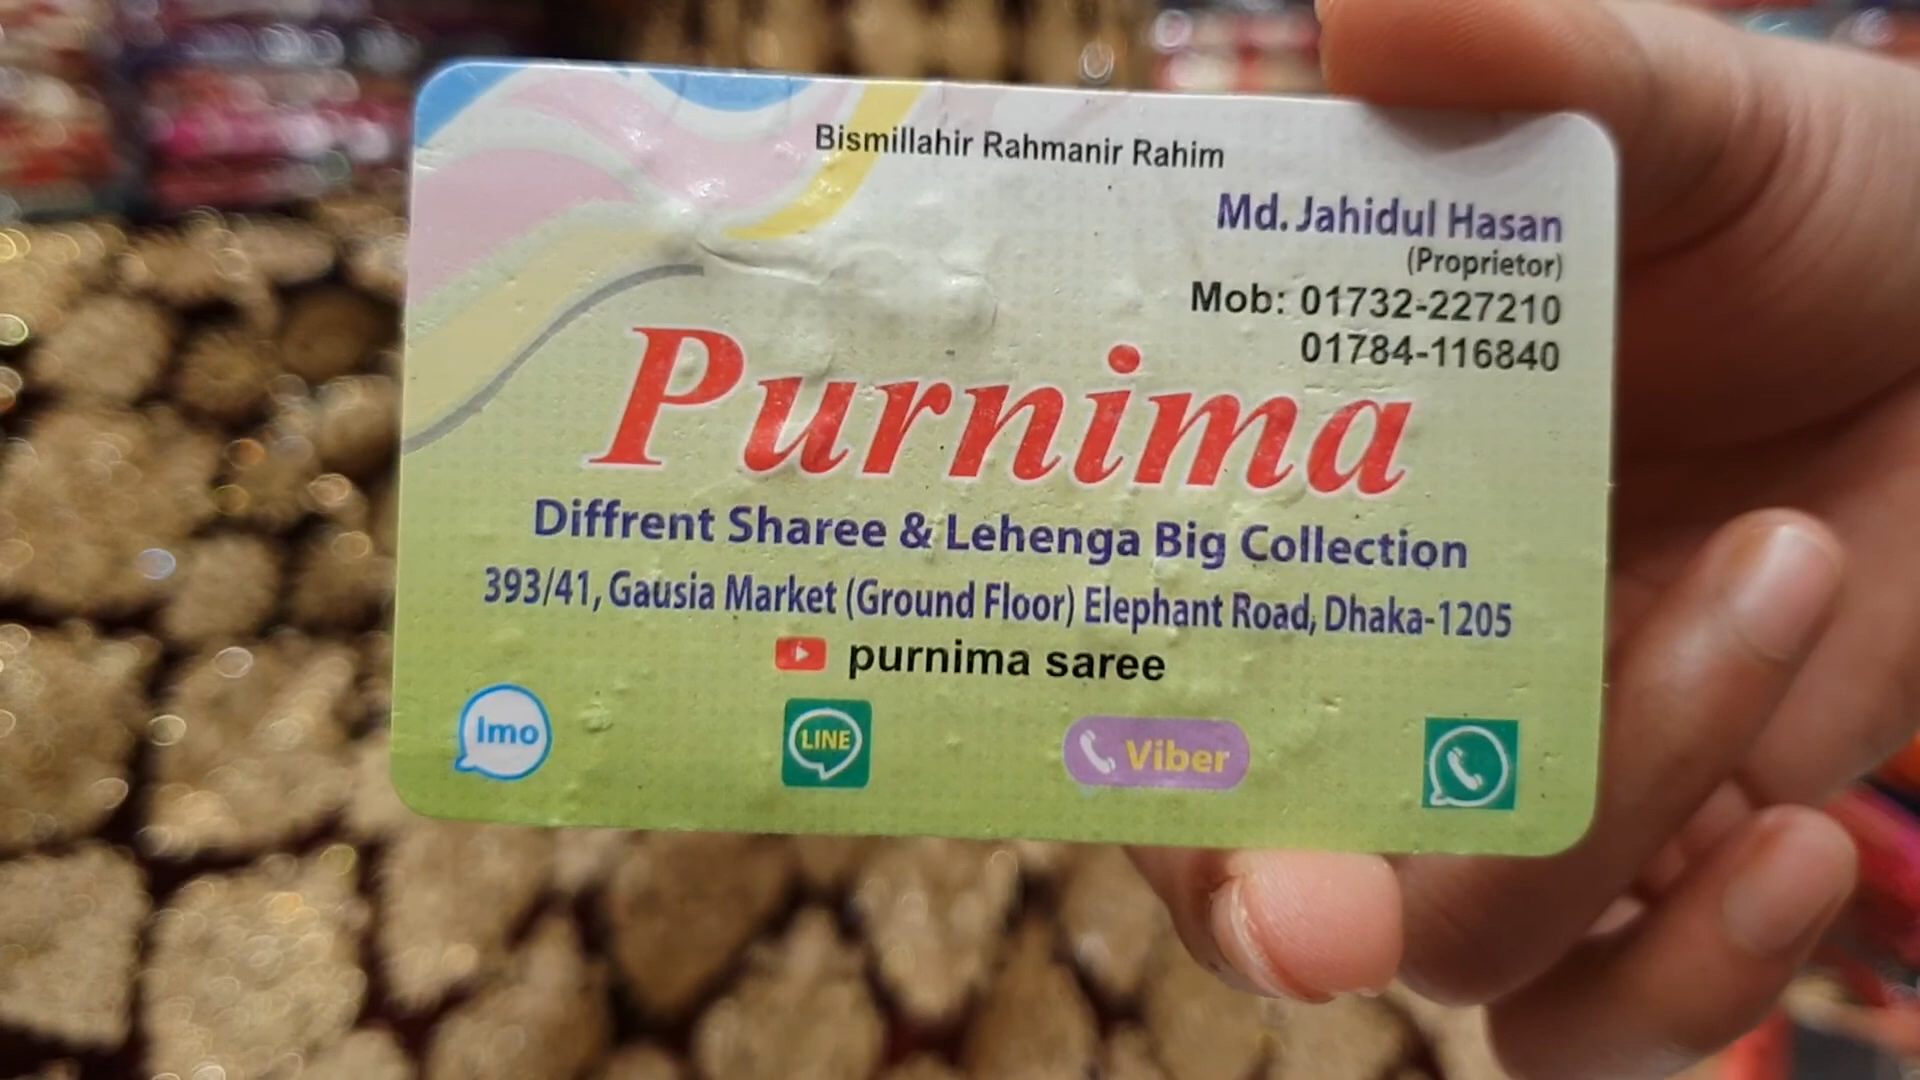 Bismillahir Rahmanir Rahim
Md. Jahidul Hasan
(Proprietor)
Mob: 01732-227210
01784-116840
Purnima
Diffrent Sharee & Lehenga Big Collection
393/41, Gausia Market (Ground Floor) Elephant Road, Dhaka-1205
purnima saree
Imo
LINE
Viber